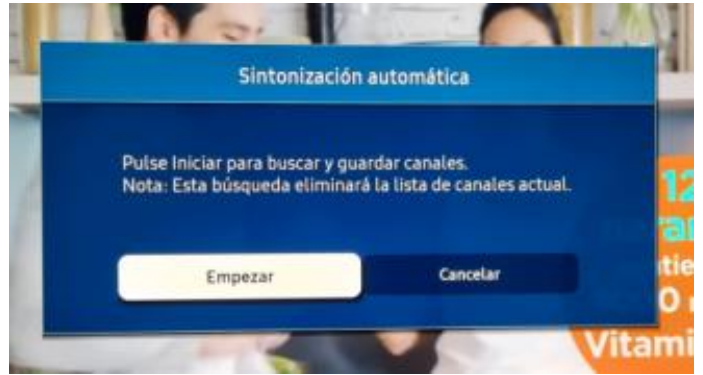 Sintonización automática
Pulse Iniciar para buscar y guardar canales.
Nota: Esta búsqueda eliminará la lista de canales actual.
Empezar
Cancelar
12
Vitami